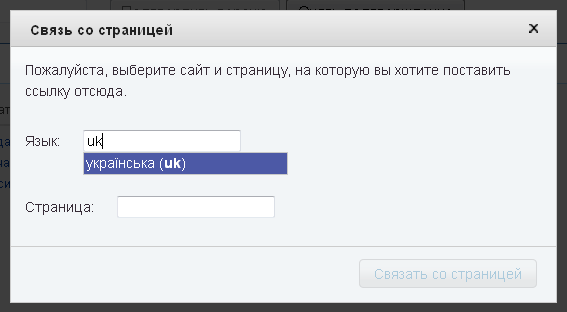 Связь со страницей
Пожалуйста, выберите сайт и страницу, на которую вы хотите поставить
ссылку отсюда.
Язык: uk
українська (uk)
Страница:
Связать со страницей